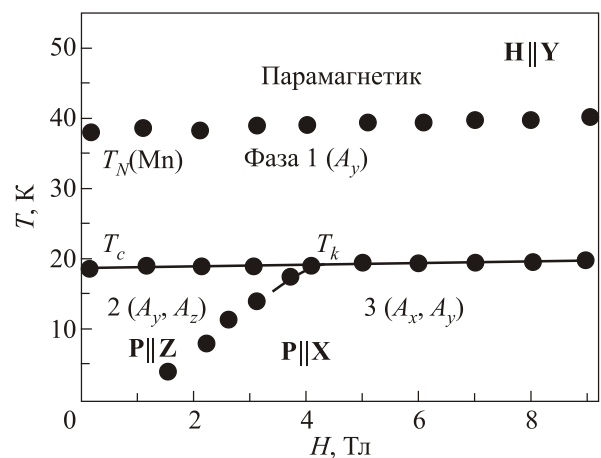 50
H||Y
Парамагнетик
40
T_N(Mn)
Фаза 1 (A_y)
30
T, К
20
T_c
T_k
2 (A_y, A_z)
3 (A_x, A_y)
10
P||Z
P||X
0
2
4
6
8
H, Тл